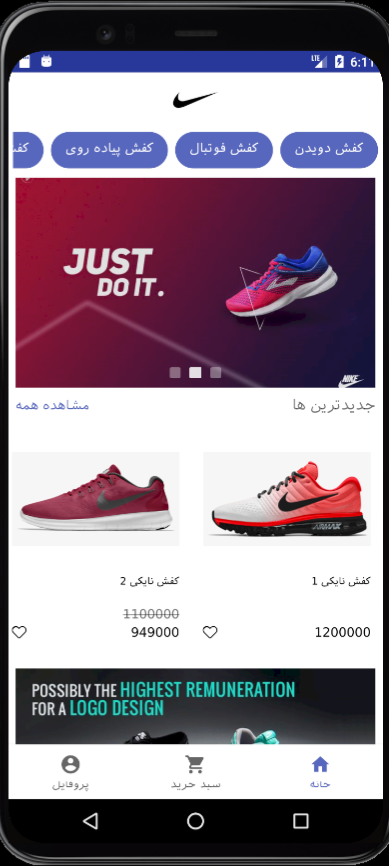 LTE 6:11
کفش دویدن
کفش فوتبال
کفش پیاده روی
JUST
DO IT.
NIKE
جدیدترین ها
مشاهده همه
AIRMAX
کفش نایکی 1
کفش نایکی 2
1100000
1200000
949000
POSSIBLY THE HIGHEST REMUNERATION
FOR A LOGO DESIGN
خانه
سبد خرید
پروفایل